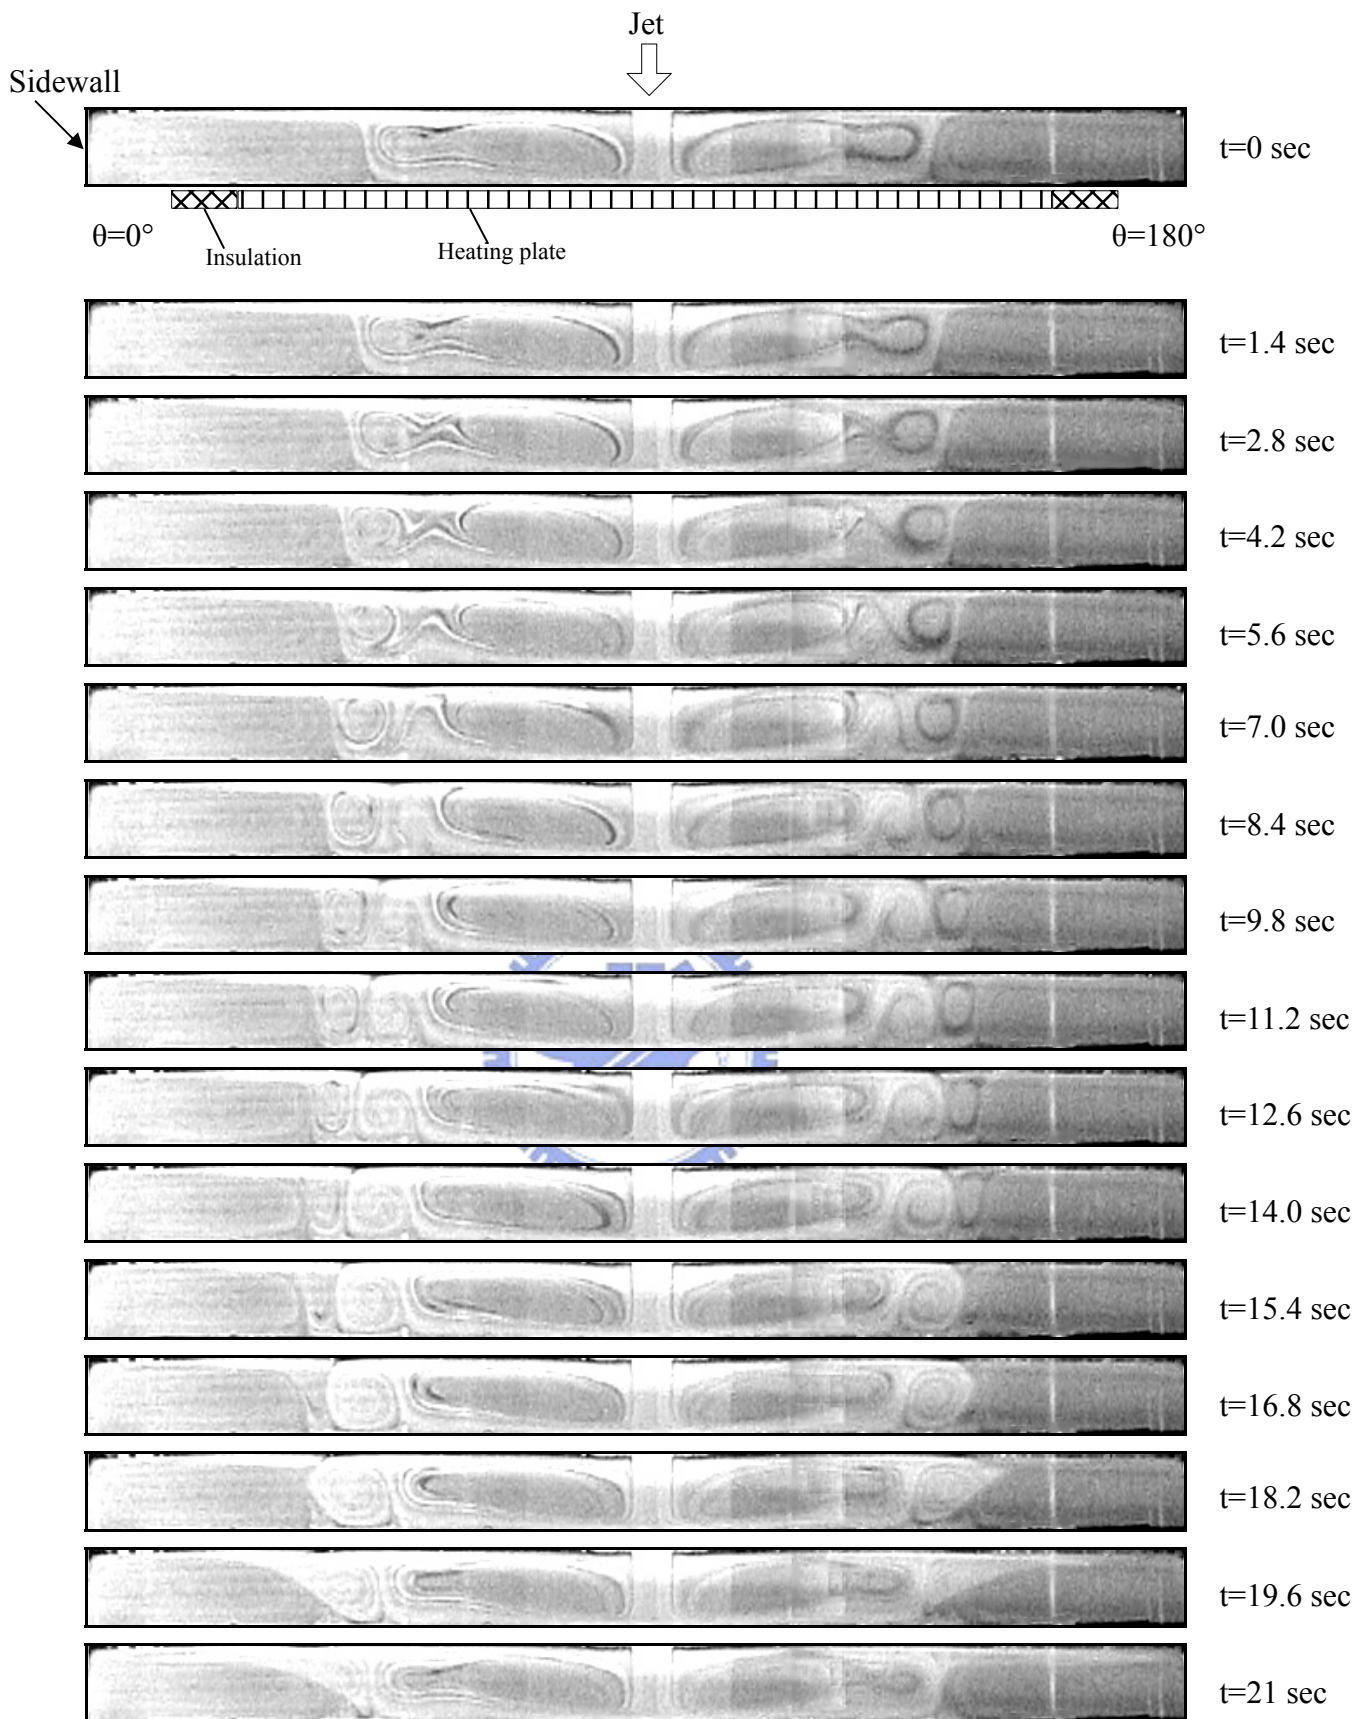 Jet
Sidewall
t=0 sec
θ=0°
θ=180°
Insulation
Heating plate
t=1.4 sec
t=2.8 sec
t=4.2 sec
t=5.6 sec
t=7.0 sec
t=8.4 sec
t=9.8 sec
t=11.2 sec
t=12.6 sec
t=14.0 sec
t=15.4 sec
t=16.8 sec
t=18.2 sec
t=19.6 sec
t=21 sec